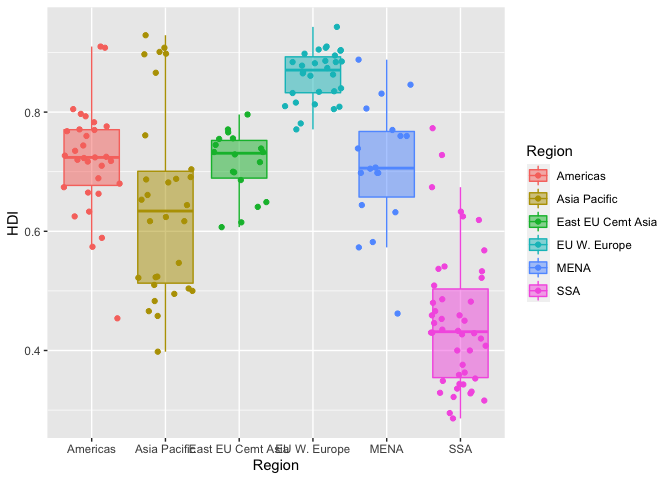 HDI
0.8
0.6
0.4
Americas
Asia Pacific
East EU Cemt Asia
EU W. Europe
MENA
SSA
Region
Region
Americas
Asia Pacific
East EU Cemt Asia
EU W. Europe
MENA
SSA